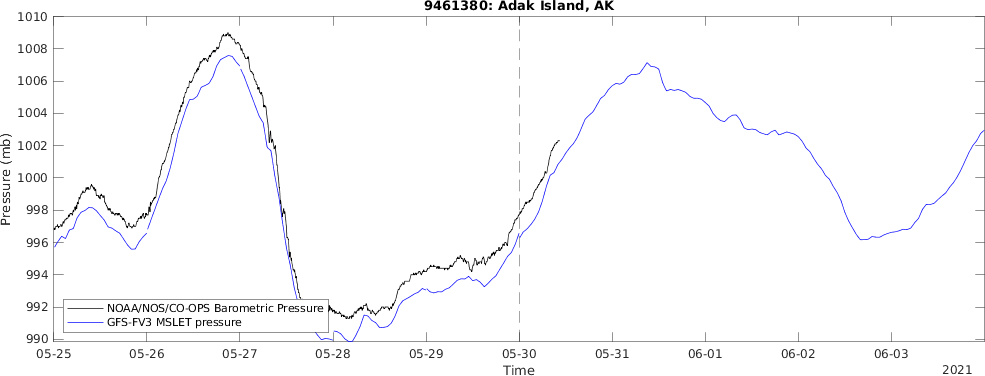 9461380: Adak Island, AK
Pressure (mb)
1010
1008
1006
1004
1002
1000
998
996
994
992
990
NOAA/NOS/CO-OPS Barometric Pressure
GFS-FV3 MSLET pressure
05-25 05-26 05-27 05-28 05-29 05-30 05-31 06-01 06-02 06-03
Time
2021